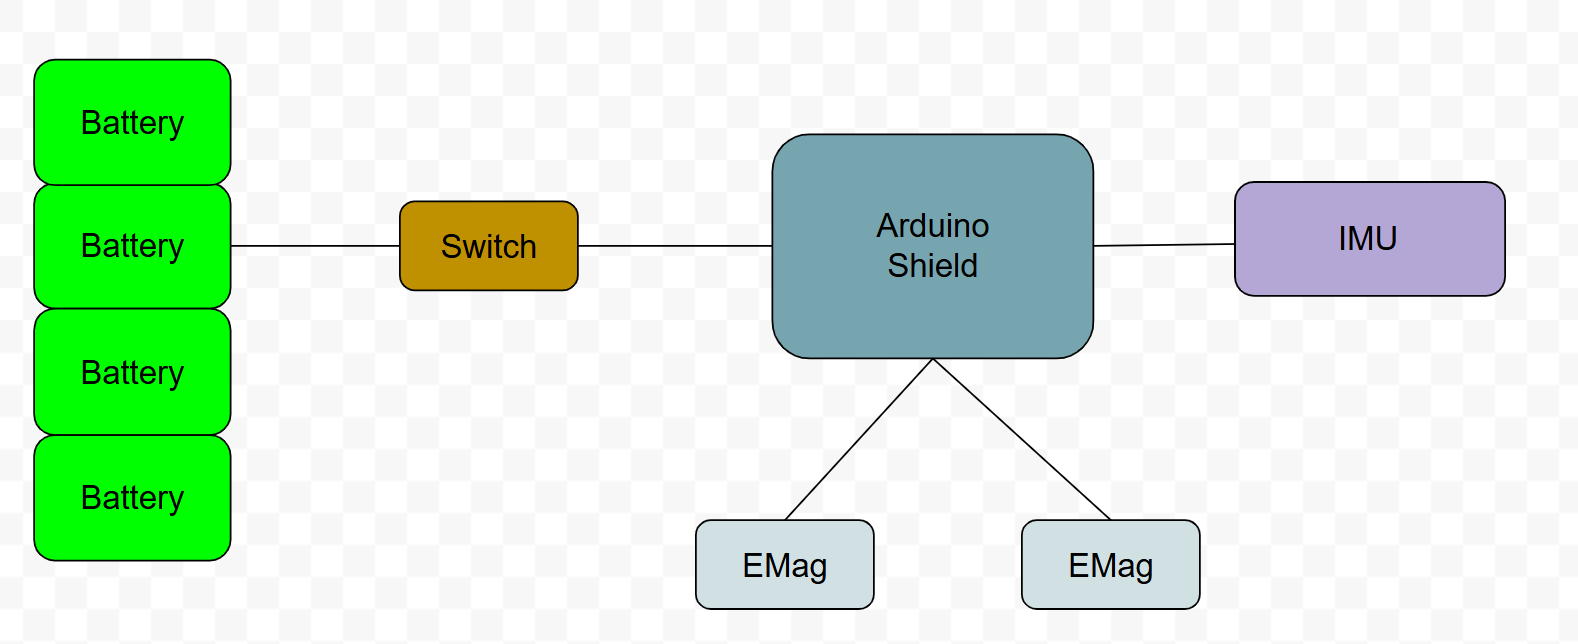 Battery
Battery
Battery
Battery
Switch
Arduino
Shield
IMU
EMag
EMag